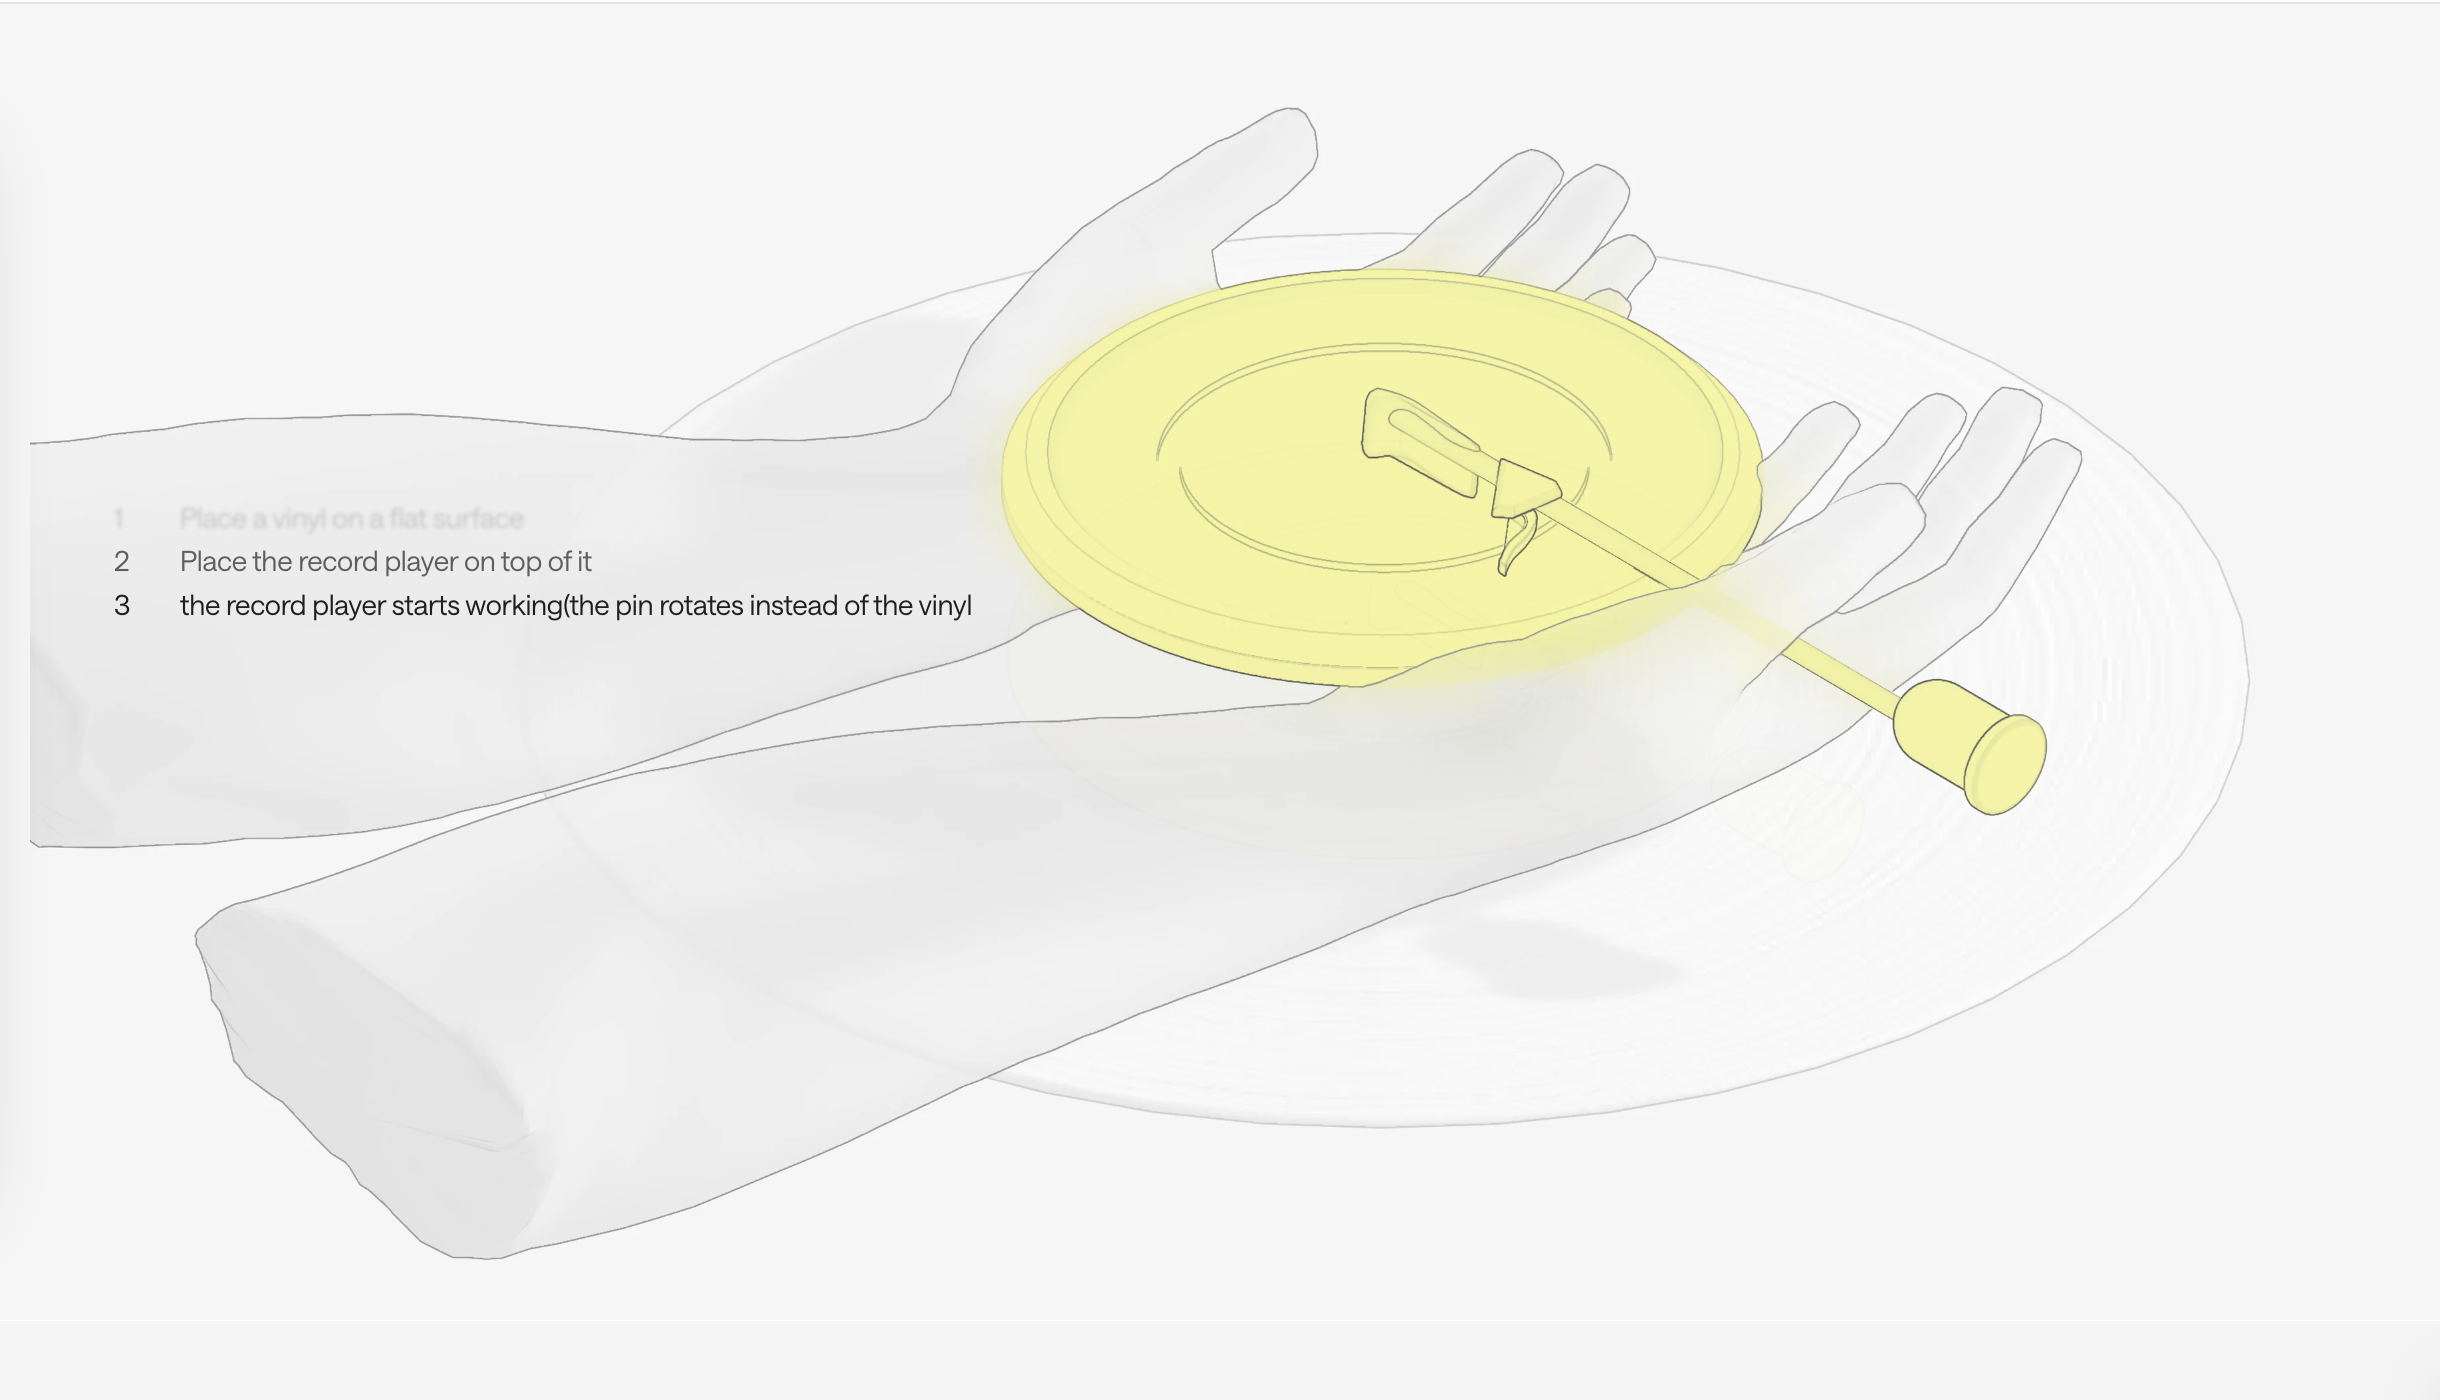 1 Place a vinyl on a flat surface
2 Place the record player on top of it
3 the record player starts working(the pin rotates instead of the vinyl